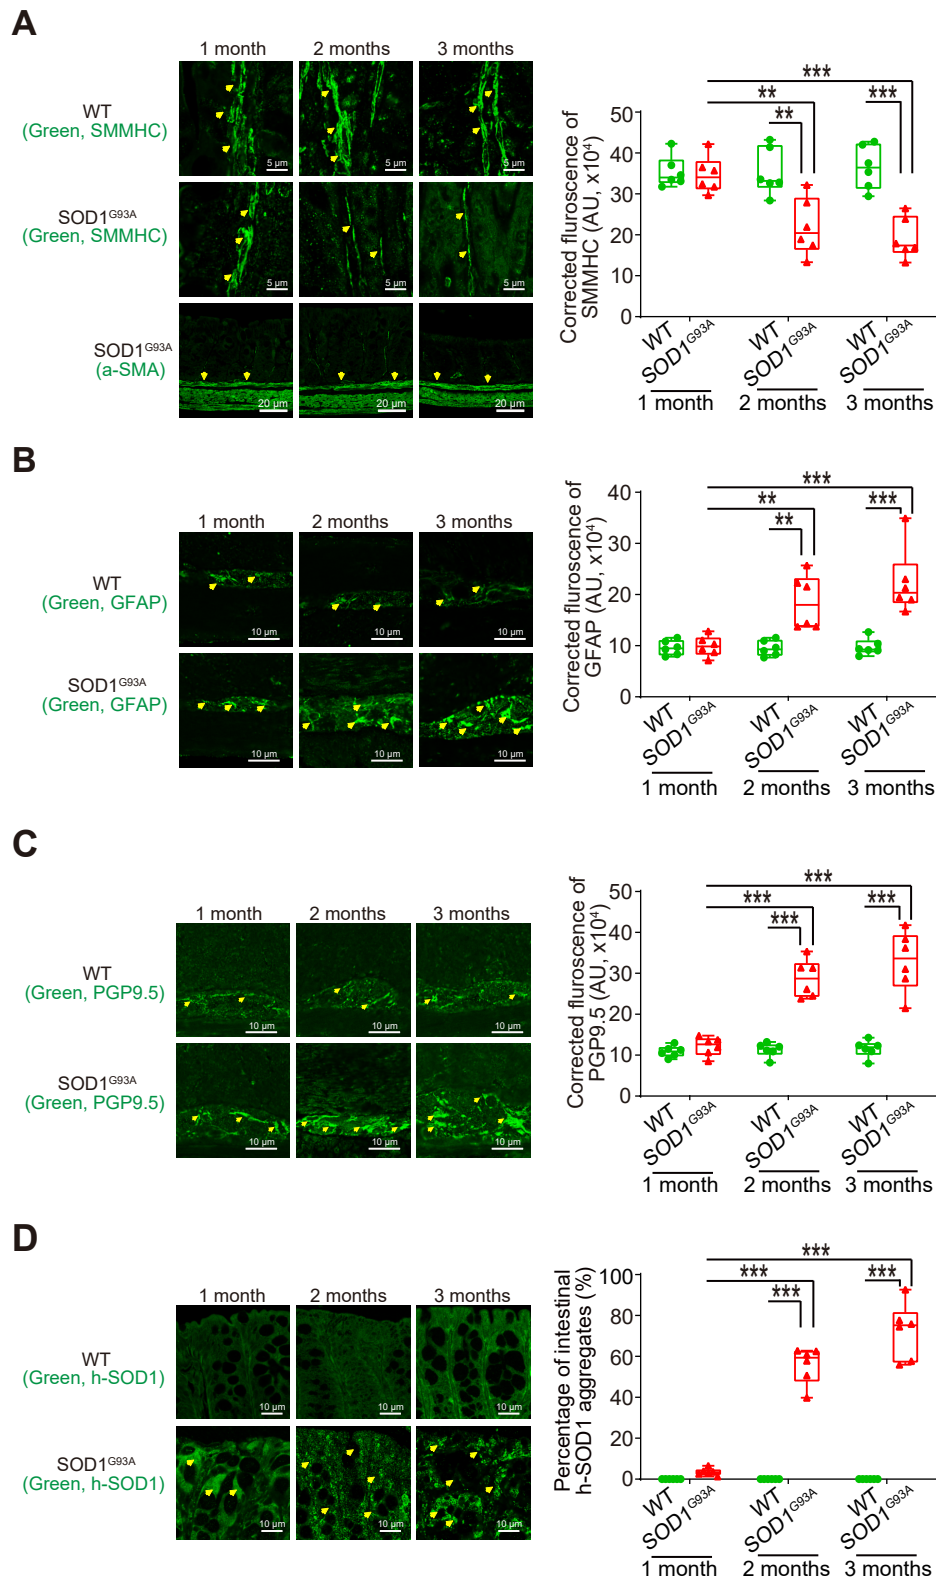 A
1 month 2 months 3 months
WT
(Green, SMMHC)
5 µm 5 µm 5 µm
SOD1G93A
(Green, SMMHC)
5 µm 5 µm 5 µm
SOD1G93A
(a-SMA)
20 µm 20 µm 20 µm
Corrected fluroscence of
SMMHC (AU, x10⁴)
50
40
30
20
10
0
*** 
** ***
**
WT SOD1G93A WT SOD1G93A WT SOD1G93A
1 month 2 months 3 months
B
1 month 2 months 3 months
WT
(Green, GFAP)
10 µm 10 µm 10 µm
SOD1G93A
(Green, GFAP)
10 µm 10 µm 10 µm
Corrected fluroscence of
GFAP (AU, x10⁴)
40
30
20
10
0
***
** ***
**
WT SOD1G93A WT SOD1G93A WT SOD1G93A
1 month 2 months 3 months
C
1 month 2 months 3 months
WT
(Green, PGP9.5)
10 µm 10 µm 10 µm
SOD1G93A
(Green, PGP9.5)
10 µm 10 µm 10 µm
Corrected fluroscence of
PGP9.5 (AU, x10⁴)
50
40
30
20
10
0
***
*** ***
***
WT SOD1G93A WT SOD1G93A WT SOD1G93A
1 month 2 months 3 months
D
1 month 2 months 3 months
WT
(Green, h-SOD1)
10 µm 10 µm 10 µm
SOD1G93A
(Green, h-SOD1)
10 µm 10 µm 10 µm
Percentage of intestinal
h-SOD1 aggregates (%)
100
80
60
40
20
0
***
*** ***
***
WT SOD1G93A WT SOD1G93A WT SOD1G93A
1 month 2 months 3 months